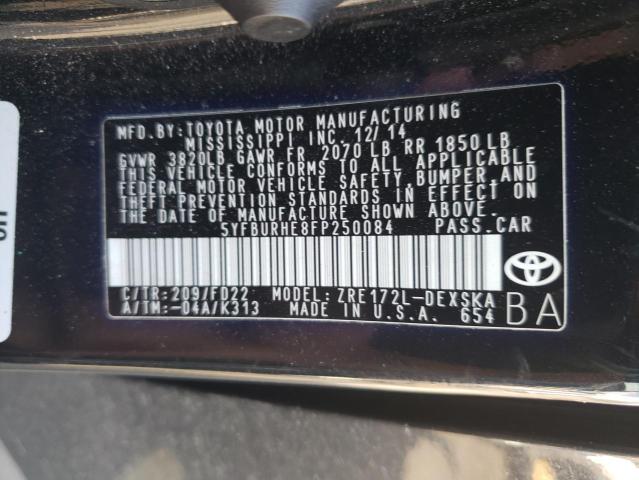 MFD.BY:TOYOTA MOTOR MANUFACTURING
MISSISSIPPI INC. 12/14
GVWR 3820LB GAWR FR 2070 LB RR 1850 LB
THIS VEHICLE CONFORMS TO ALL APPLICABLE
FEDERAL MOTOR VEHICLE SAFETY, BUMPER, AND
THEFT PREVENTION STANDARDS IN EFFECT ON
THE DATE OF MANUFACTURE SHOWN ABOVE.
5YFBURHE8FP250084 PASS.CAR
C/TR:209/FD22 MODEL:ZRE172L-DEXSKA
A/TM:-04A/K313 MADE IN U.S.A. 654
BA